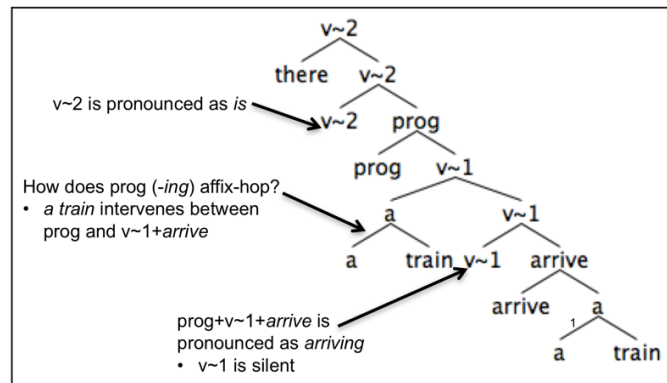 v~2
there v~2
v~2 is pronounced as is
v~2 prog
prog v~1
How does prog (-ing) affix-hop?
• a train intervenes between
prog and v~1+arrive
a v~1
a train v~1 arrive
arrive a
prog+v~1+arrive is
pronounced as arriving
• v~1 is silent
1
a train